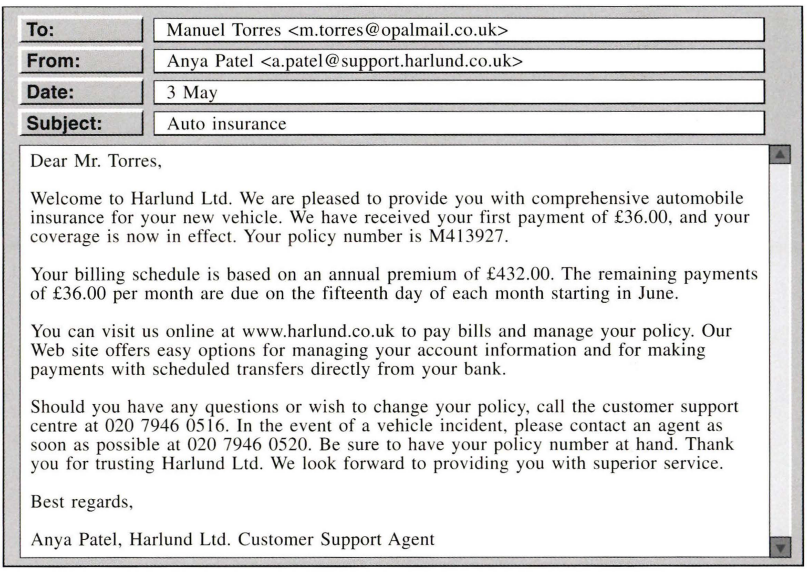 To: Manuel Torres <m.torres@opalmail.co.uk>
From: Anya Patel <a.patel@support.harlund.co.uk>
Date: 3 May
Subject: Auto insurance
Dear Mr. Torres,
Welcome to Harlund Ltd. We are pleased to provide you with comprehensive automobile
insurance for your new vehicle. We have received your first payment of £36.00, and your
coverage is now in effect. Your policy number is M413927.
Your billing schedule is based on an annual premium of £432.00. The remaining payments
of £36.00 per month are due on the fifteenth day of each month starting in June.
You can visit us online at www.harlund.co.uk to pay bills and manage your policy. Our
Web site offers easy options for managing your account information and for making
payments with scheduled transfers directly from your bank.
Should you have any questions or wish to change your policy, call the customer support
centre at 020 7946 0516. In the event of a vehicle incident, please contact an agent as
soon as possible at 020 7946 0520. Be sure to have your policy number at hand. Thank
you for trusting Harlund Ltd. We look forward to providing you with superior service.
Best regards,
Anya Patel, Harlund Ltd. Customer Support Agent